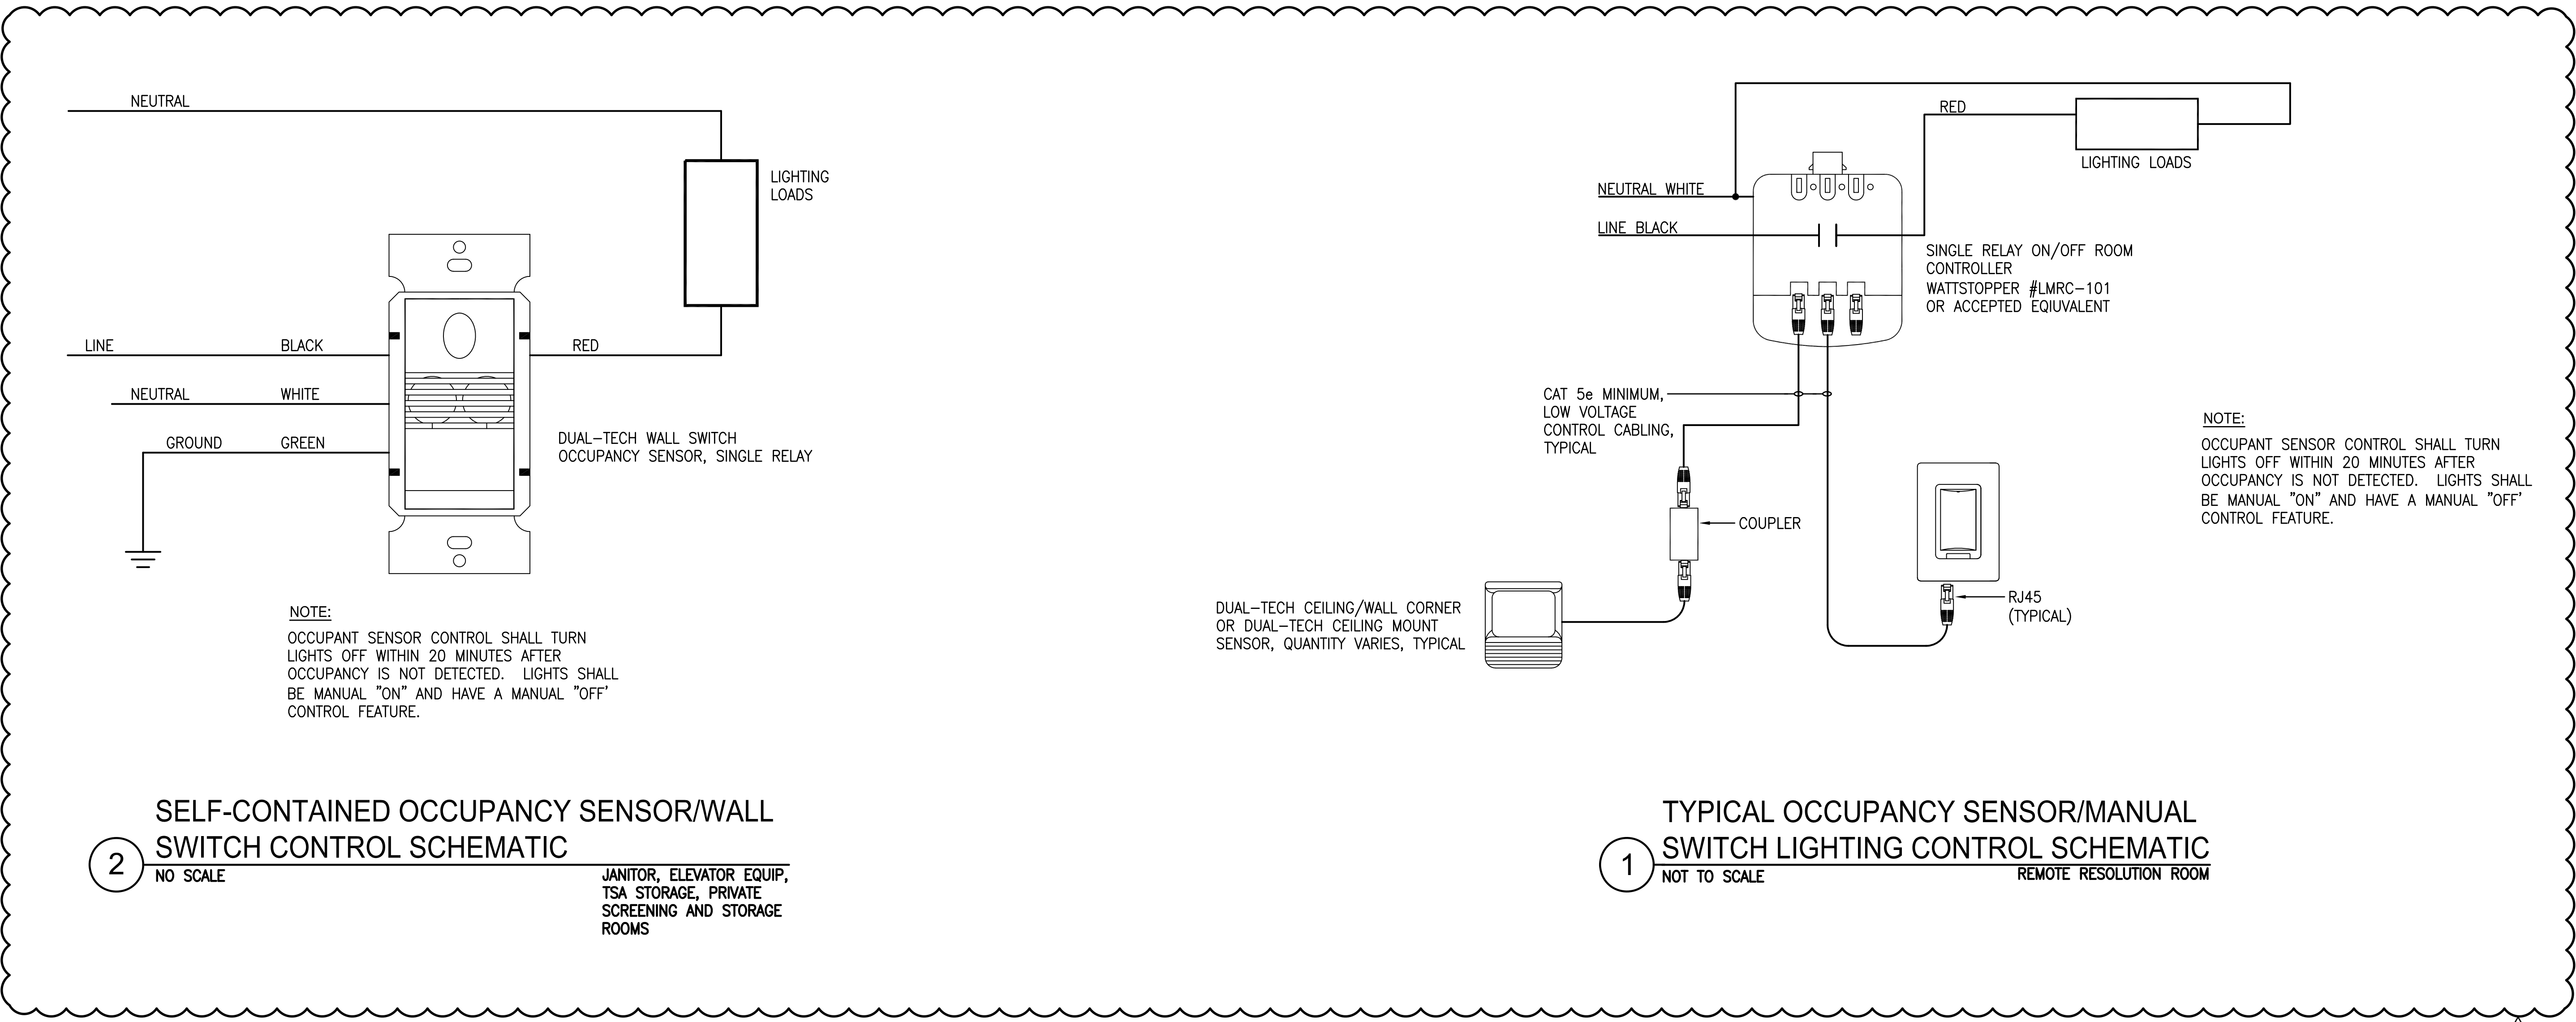 NEUTRAL
LIGHTING
LOADS
LINE
BLACK
RED
NEUTRAL
WHITE
GROUND
GREEN
DUAL-TECH WALL SWITCH
OCCUPANCY SENSOR, SINGLE RELAY
NOTE:
OCCUPANT SENSOR CONTROL SHALL TURN
LIGHTS OFF WITHIN 20 MINUTES AFTER
OCCUPANCY IS NOT DETECTED. LIGHTS SHALL
BE MANUAL "ON" AND HAVE A MANUAL "OFF'
CONTROL FEATURE.
2
SELF-CONTAINED OCCUPANCY SENSOR/WALL
SWITCH CONTROL SCHEMATIC
NO SCALE
JANITOR, ELEVATOR EQUIP,
TSA STORAGE, PRIVATE
SCREENING AND STORAGE
ROOMS
RED
LIGHTING LOADS
NEUTRAL WHITE
LINE BLACK
SINGLE RELAY ON/OFF ROOM
CONTROLLER
WATTSTOPPER #LMRC-101
OR ACCEPTED EQIUVALENT
CAT 5e MINIMUM,
LOW VOLTAGE
CONTROL CABLING,
TYPICAL
COUPLER
DUAL-TECH CEILING/WALL CORNER
OR DUAL-TECH CEILING MOUNT
SENSOR, QUANTITY VARIES, TYPICAL
RJ45
(TYPICAL)
NOTE:
OCCUPANT SENSOR CONTROL SHALL TURN
LIGHTS OFF WITHIN 20 MINUTES AFTER
OCCUPANCY IS NOT DETECTED. LIGHTS SHALL
BE MANUAL "ON" AND HAVE A MANUAL "OFF'
CONTROL FEATURE.
1
TYPICAL OCCUPANCY SENSOR/MANUAL
SWITCH LIGHTING CONTROL SCHEMATIC
NOT TO SCALE
REMOTE RESOLUTION ROOM